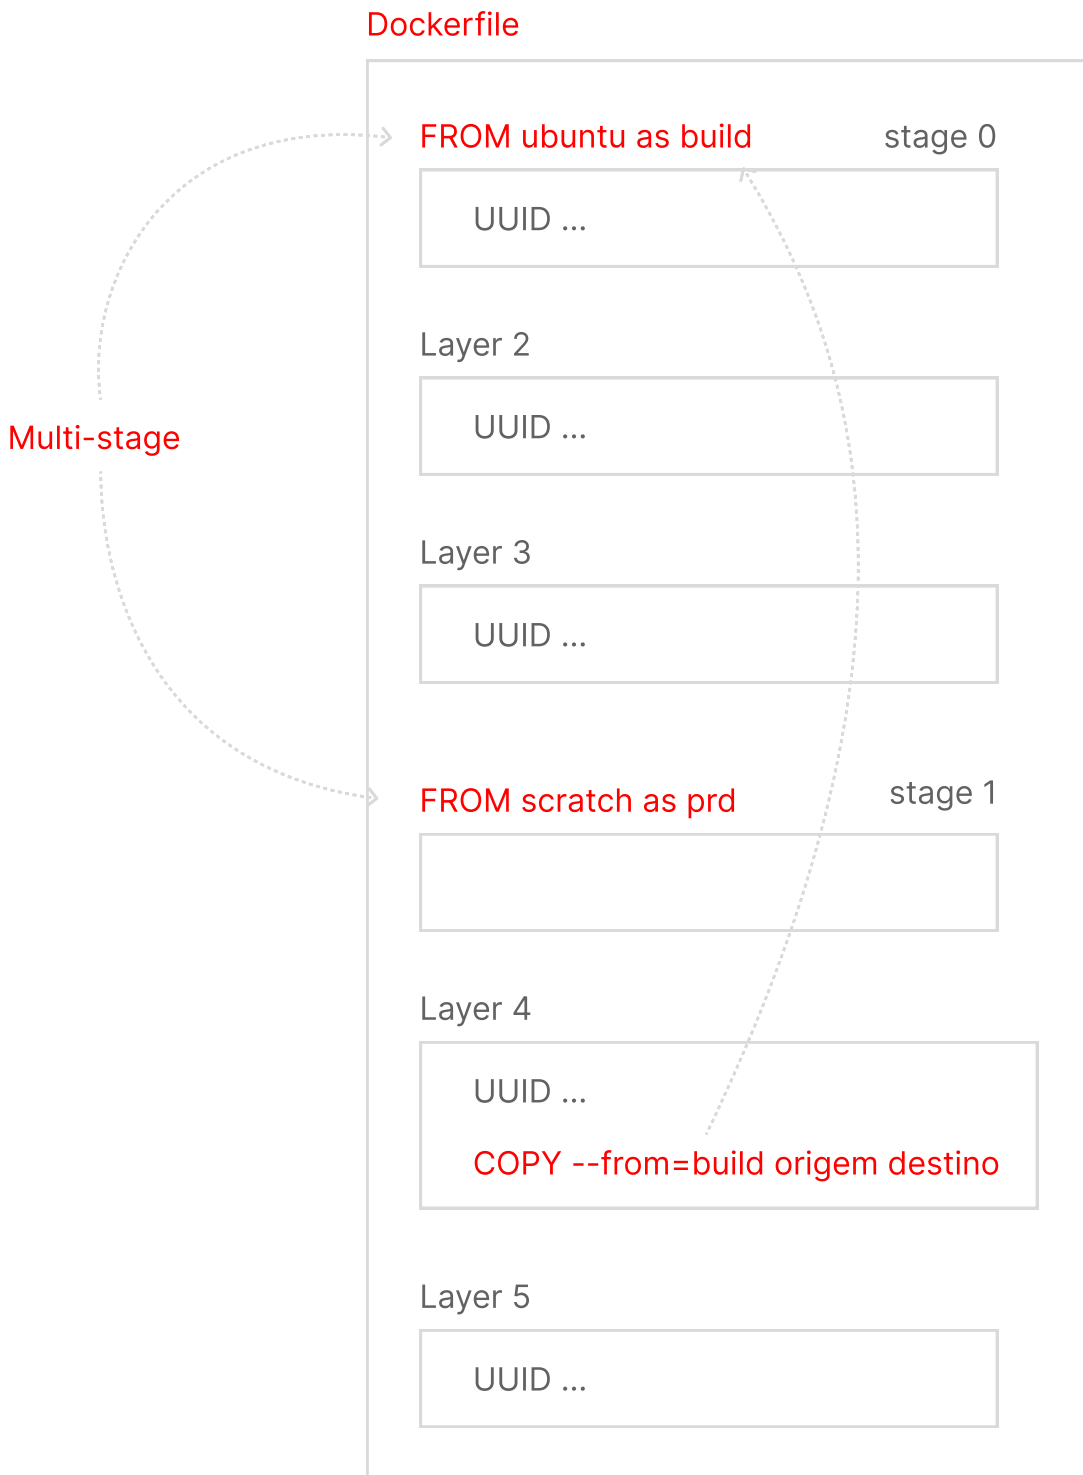 Dockerfile
FROM ubuntu as build
stage 0
UUID ...
Layer 2
UUID ...
Multi-stage
Layer 3
UUID ...
FROM scratch as prd
stage 1
Layer 4
UUID ...
COPY --from=build origem destino
Layer 5
UUID ...